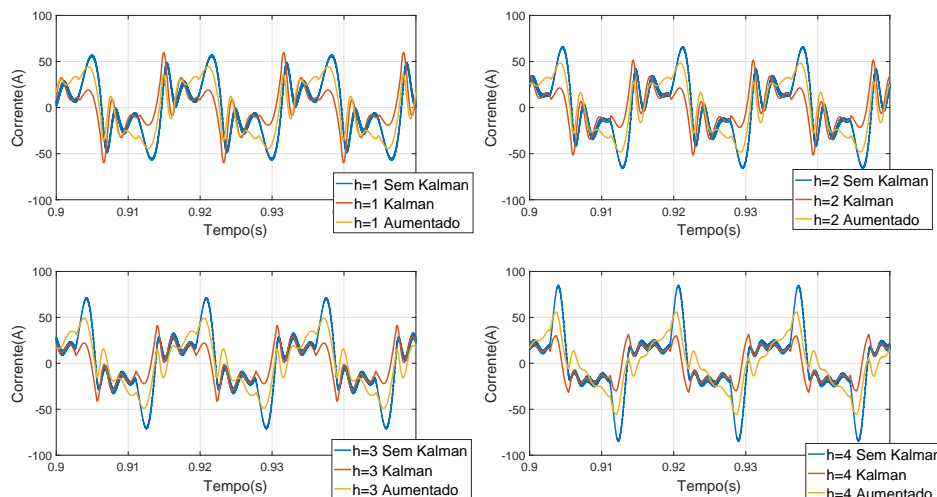 100
50
0
-50
-100
Corrente(A)
0.9
0.91
0.92
0.93
Tempo(s)
h=1 Sem Kalman
h=1 Kalman
h=1 Aumentado
100
50
0
-50
-100
Corrente(A)
0.9
0.91
0.92
0.93
Tempo(s)
h=2 Sem Kalman
h=2 Kalman
h=2 Aumentado
100
50
0
-50
-100
Corrente(A)
0.9
0.91
0.92
0.93
Tempo(s)
h=3 Sem Kalman
h=3 Kalman
h=3 Aumentado
100
50
0
-50
-100
Corrente(A)
0.9
0.91
0.92
0.93
Tempo(s)
h=4 Sem Kalman
h=4 Kalman
h=4 Aumentado